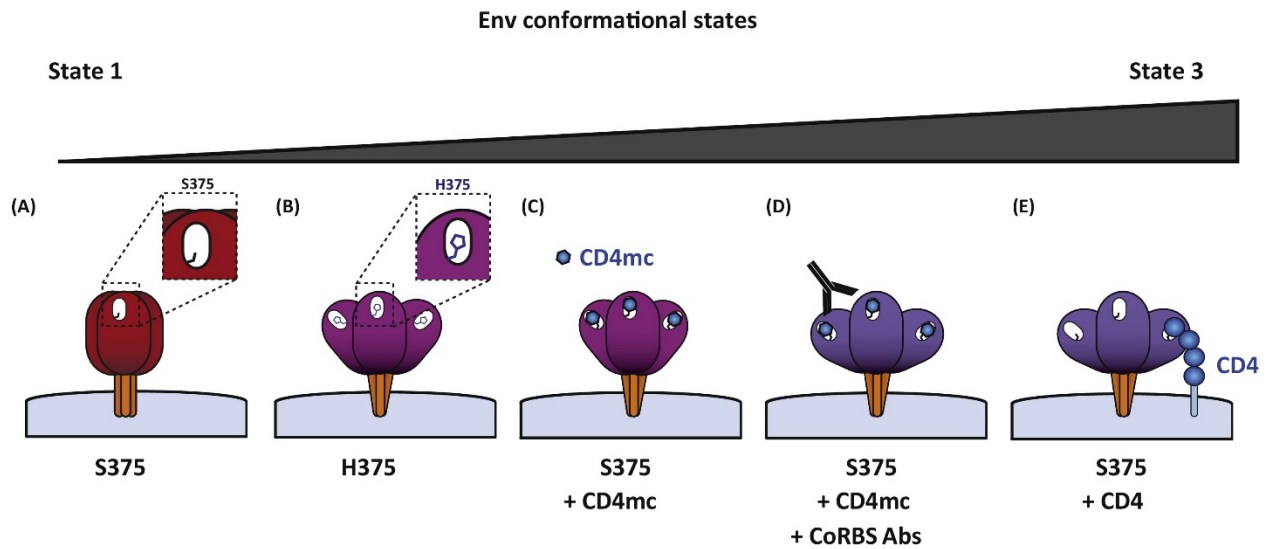 Env conformational states
State 1
State 3
S375
H375
(A)
(B)
(C)
(D)
(E)
CD4mc
CD4
S375
H375
S375
+ CD4mc
S375
+ CD4mc
+ CoRBS Abs
S375
+ CD4